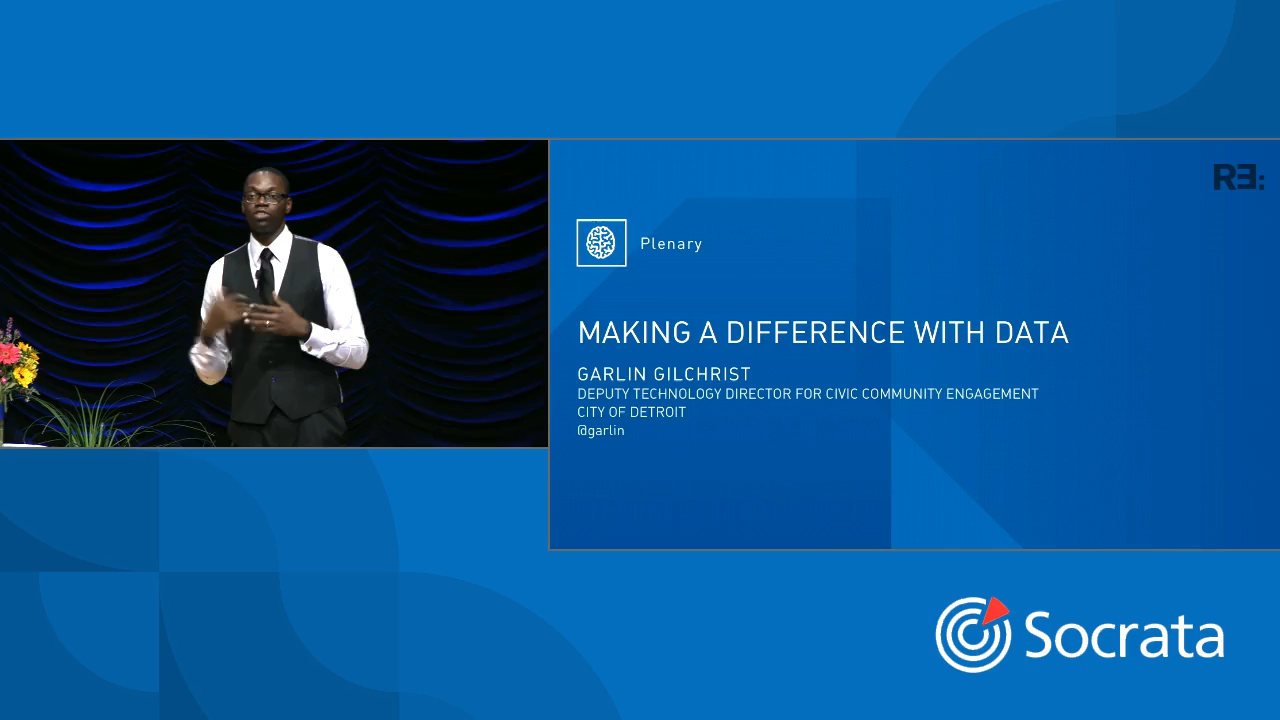 RE:
Plenary
MAKING A DIFFERENCE WITH DATA
GARLIN GILCHRIST
DEPUTY TECHNOLOGY DIRECTOR FOR CIVIC COMMUNITY ENGAGEMENT
CITY OF DETROIT
@garlin
Socrata